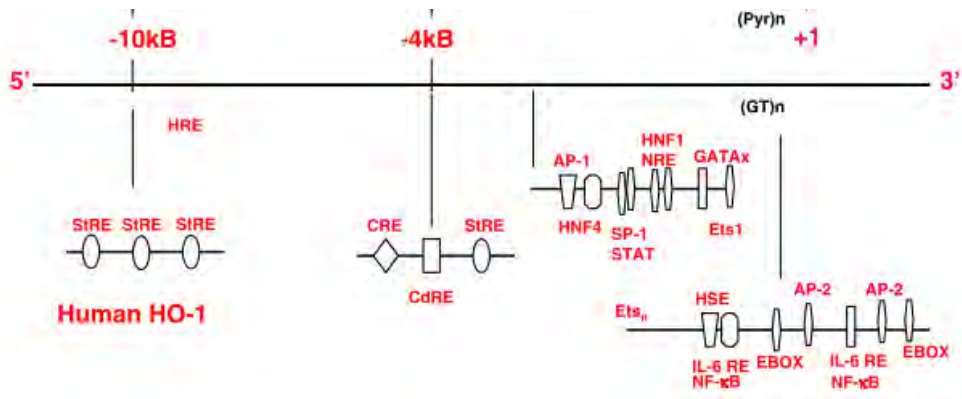 (Pyr)n
-10kB -4kB +1
5' 3'
(GT)n
HRE
HNF1
AP-1 NRE GATAx
StRE StRE StRE CRE StRE HNF4 SP-1 Ets1
STAT
CdRE
HSE AP-2 AP-2
Human HO-1 Etsn
IL-6 RE EBOX IL-6 RE EBOX
NF-κB NF-κB